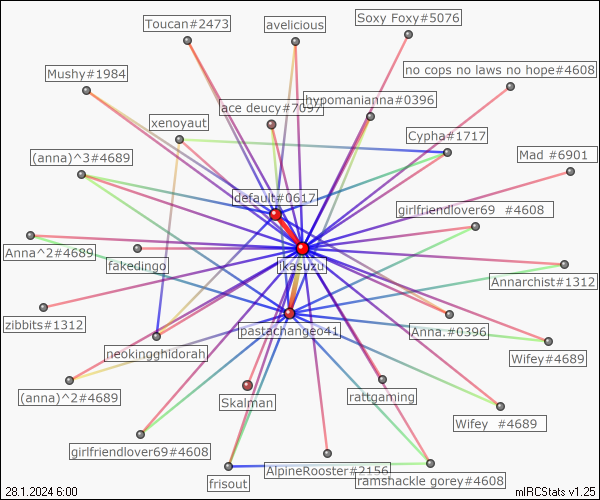 Soxy Foxy#5076
Toucan#2473
avelicious
Mushy#1984
no cops no laws no hope#4608
ace deucy#7097
hypomanianna#0396
xenoyaut
Cypha#1717
(anna)^3#4689
Mad #6901
default#0617
girlfriendlover69 #4608
Anna^2#4689
fakedngo
ikasuzu
Annarchist#1312
zibbits#1312
pastachangeo41
Anna.#0396
neokingghidorah
Wifey#4689
(anna)^2#4689
Skalman
rattgaming
Wifey #4689
girlfriendlover69#4608
AlpineRooster#2156
frisout
ramshackle gorey#4608
28.1.2024 6:00
mIRCStats v1.25